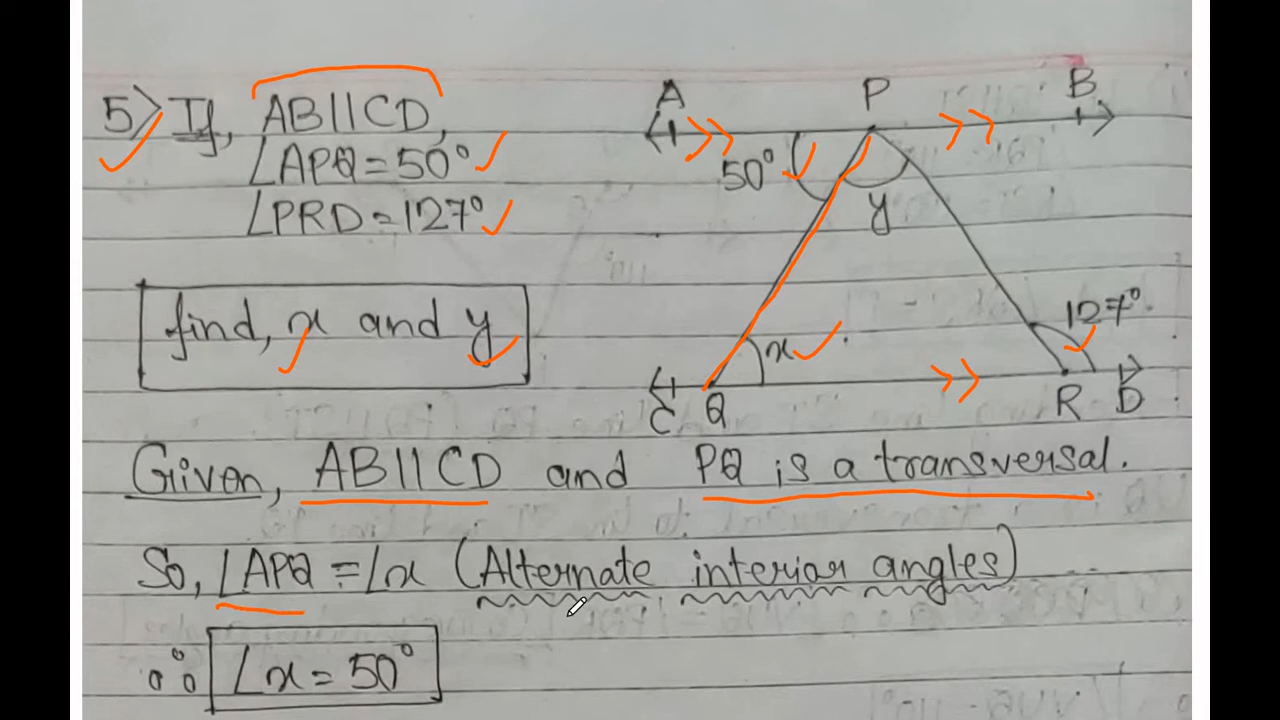 5) If, AB||CD,
∠APQ = 50°
∠PRD = 127°
find, x and y
A P B
50°
y
127°
x
C Q R D
Given, AB||CD and PQ is a transversal.
So, ∠APQ = ∠x (Alternate interior angles)
∴ ∠x = 50°